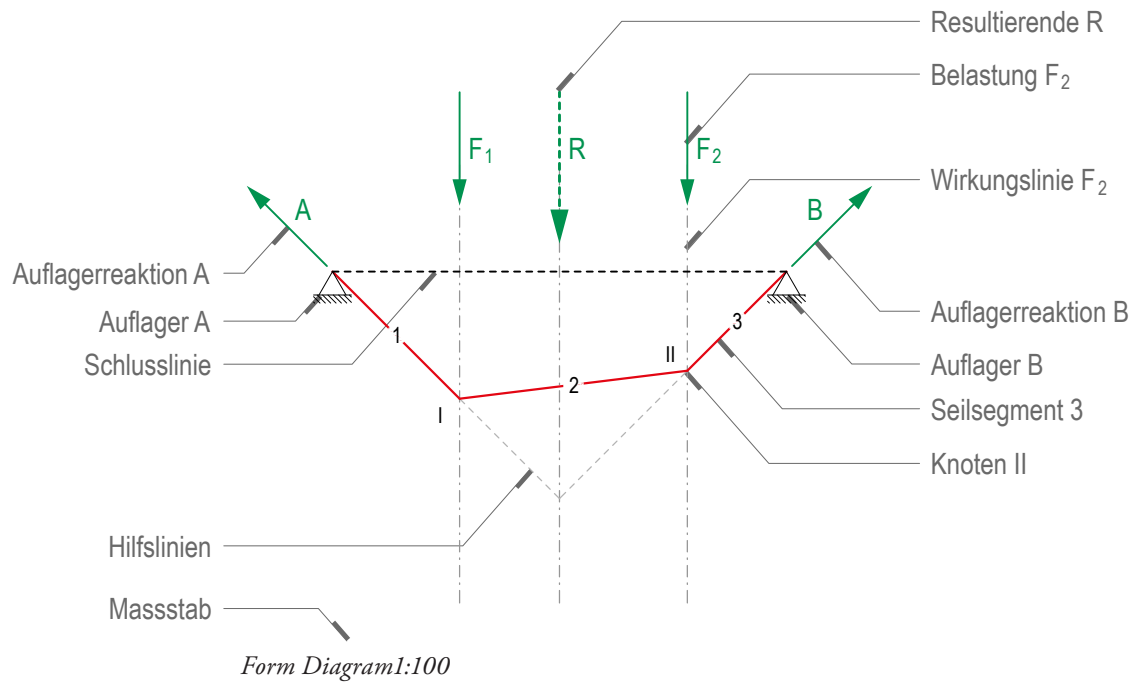 Resultierende R
Belastung F₂
F₁
R
F₂
Wirkungslinie F₂
A
B
Auflagerreaktion A
Auflager A
Auflagerreaktion B
1
3
Schlusslinie
II
Auflager B
2
I
Seilsegment 3
Knoten II
Hilfslinien
Massstab
Form Diagram1:100